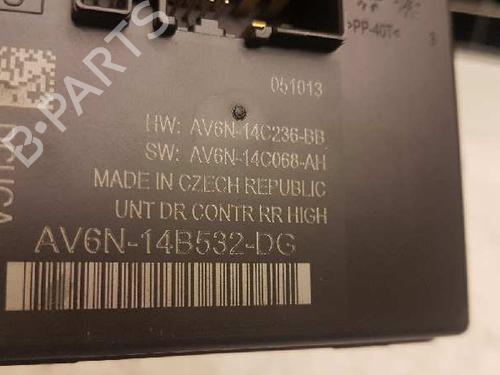 >PP-40T<
051013
HW: AV6N-14C236-BB
SW: AV6N-14C068-AH
MADE IN CZECH REPUBLIC
UNT DR CONTR RR HIGH
AV6N-14B532-DG
B-PARTS